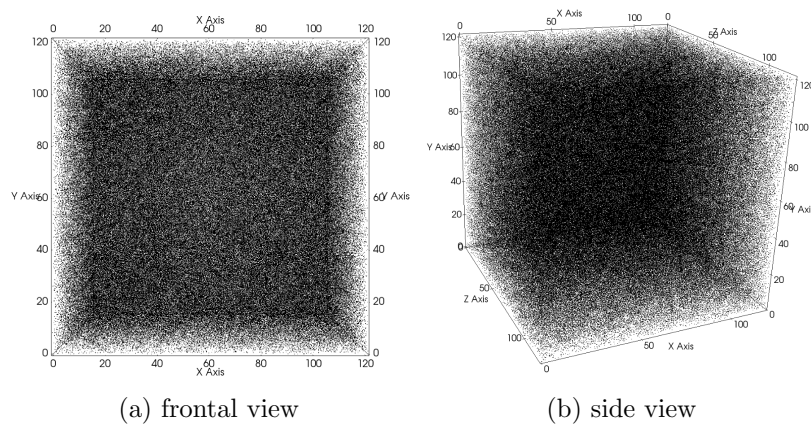 X Axis
0 20 40 60 80 100 120
120 120
100 100
80 80
Y Axis 60 60 Y Axis
40 40
20 20
0 0
0 20 40 60 80 100 120
X Axis
X Axis
0 50 100 0
Z Axis
50
100
120
120 100 80 60 40 20 0
Y Axis
120 100 80 60 40 20 0
Y Axis
0 50 100
Z Axis
0 50 100
X Axis
(a) frontal view
(b) side view